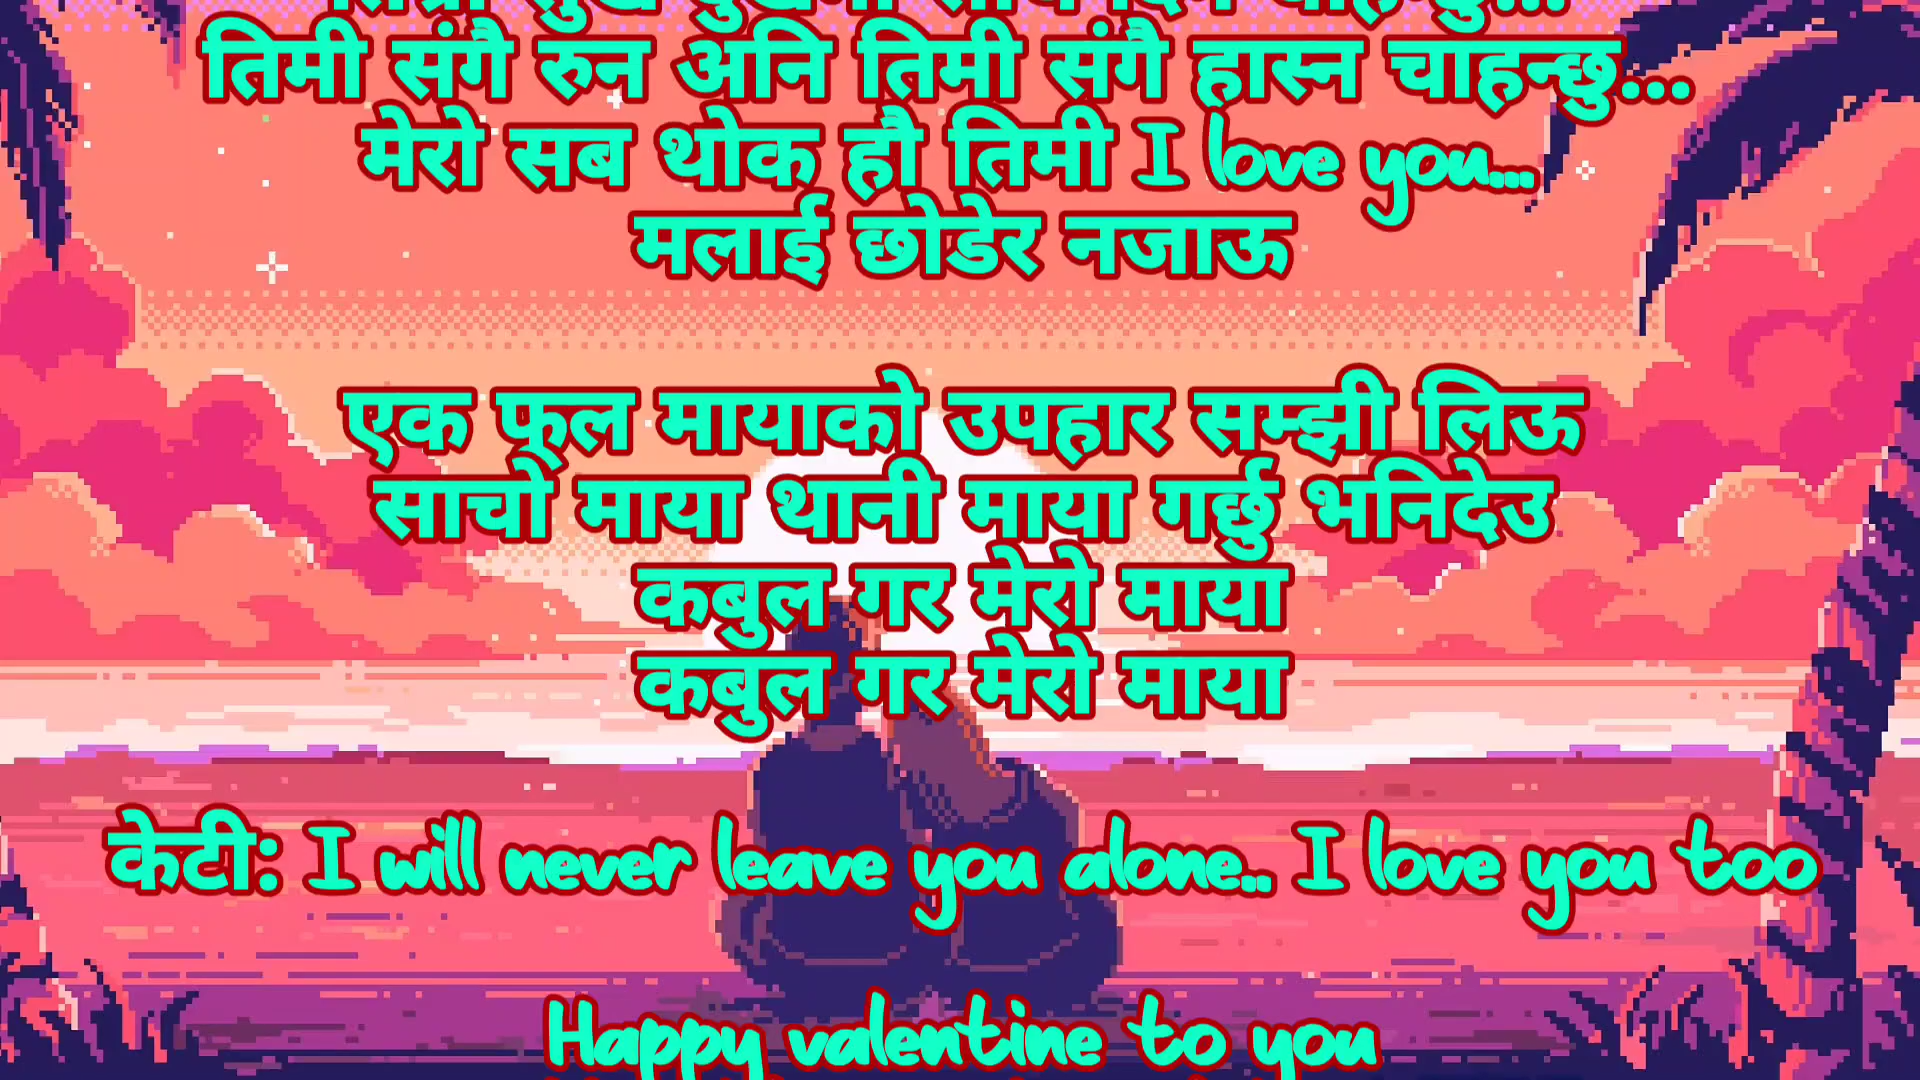 तिमी संगै रुन अनि तिमी संगै हास्न चाहन्छु...
मेरो सब थोक हौ तिमी I love you...
मलाई छोडेर नजाऊ
एक फूल मायाको उपहार सम्झी लिऊ
साचो माया थानी माया गर्छु भनिदेउ
कबुल गर मेरो माया
कबुल गर मेरो माया
केटी: I will never leave you alone.. I love you too
Happy valentine to you